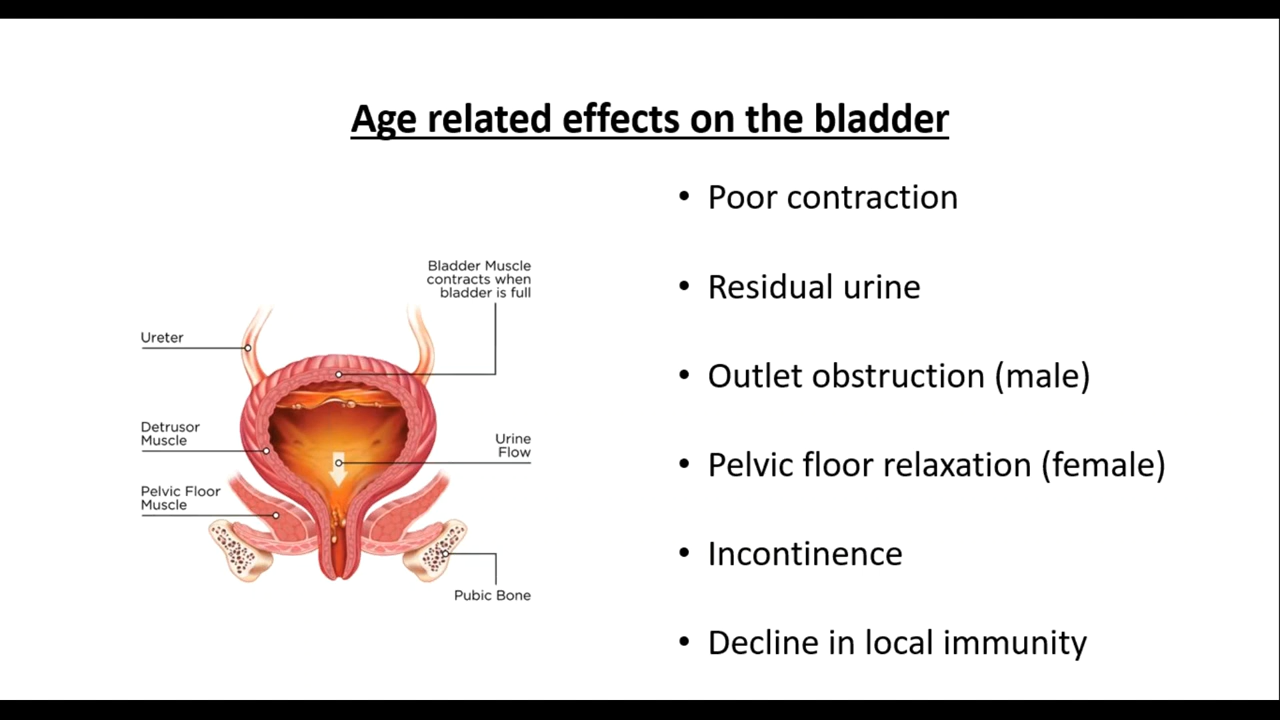 Age related effects on the bladder
• Poor contraction
• Residual urine
• Outlet obstruction (male)
• Pelvic floor relaxation (female)
• Incontinence
• Decline in local immunity
Bladder Muscle
contracts when
bladder is full
Ureter
Detrusor
Muscle
Urine
Flow
Pelvic Floor
Muscle
Pubic Bone